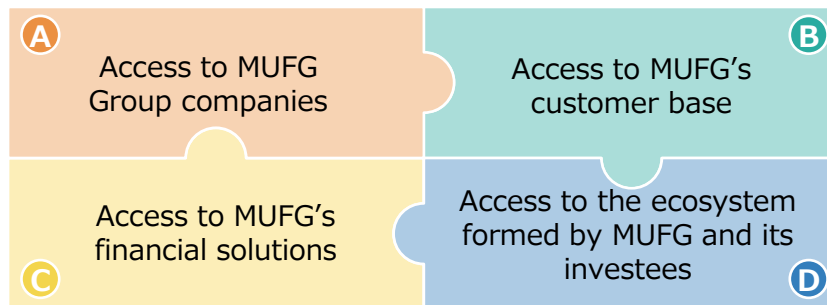 A
Access to MUFG
Group companies
B
Access to MUFG's
customer base
Access to MUFG's
financial solutions
C
Access to the ecosystem
formed by MUFG and its
investees
D